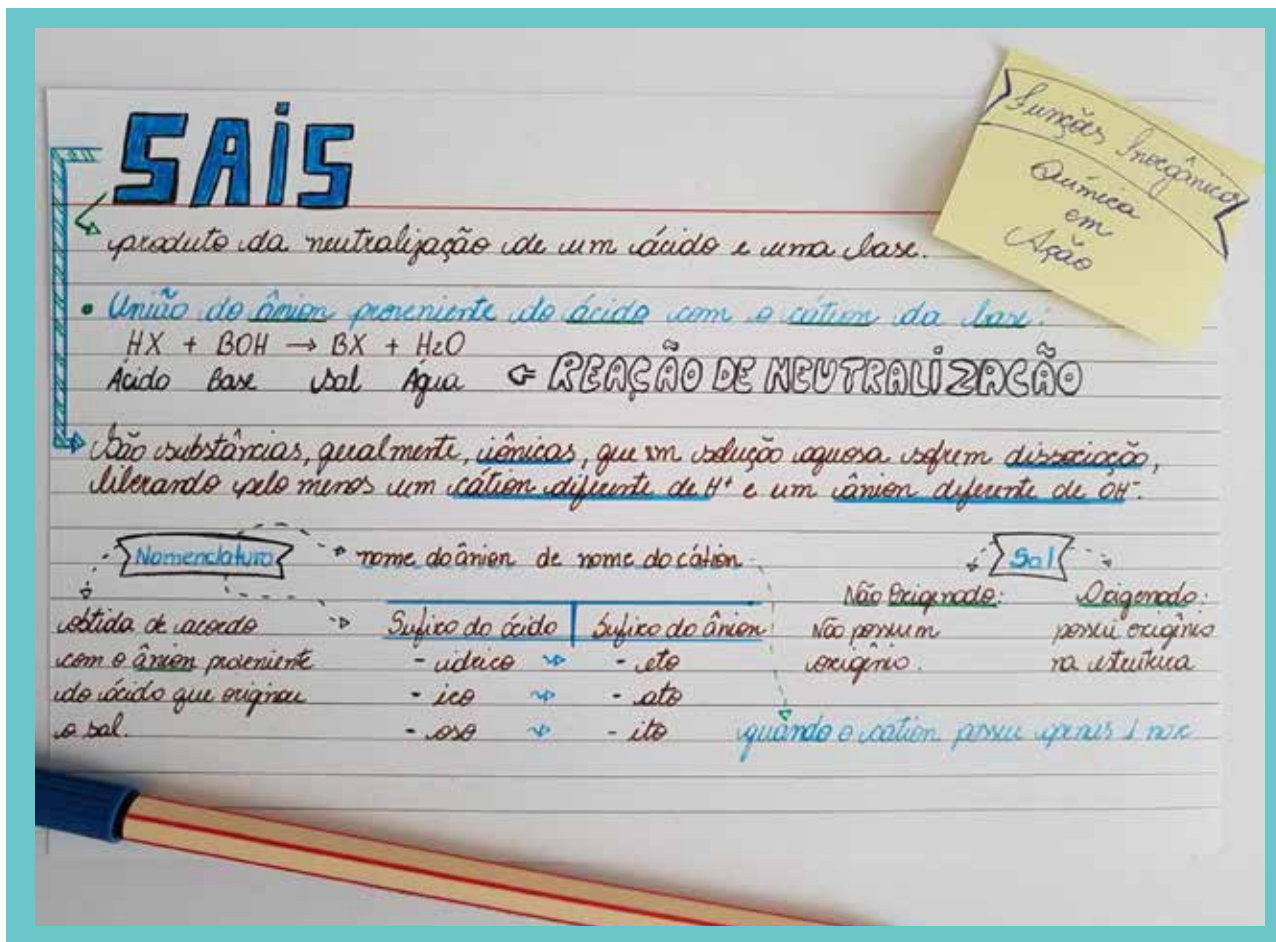 SAIS
Funções Inorgânicas
Química
em
Ação
produto da neutralização de um ácido e uma base.
• União do ânion proveniente do ácido com o cátion da base:
HX + BOH → BX + H2O
Ácido Base Sal Água ⇦ REAÇÃO DE NEUTRALIZAÇÃO
São substâncias, geralmente, iônicas, que em solução aquosa sofrem dissociação,
liberando pelo menos um cátion diferente de H+ e um ânion diferente de OH-.
Nomenclatura
nome do ânion de nome do cátion
obtida de acordo
com o ânion proveniente
do ácido que originou
o sal.
Sufixo do ácido | Sufixo do ânion
- ídrico → - eto
- ico → - ato
- oso → - ito
quando o cátion possui apenas 1 nox
Sal
Não Oxigenado:
Não possuem
oxigênio.
Oxigenado:
possui oxigênio
na estrutura